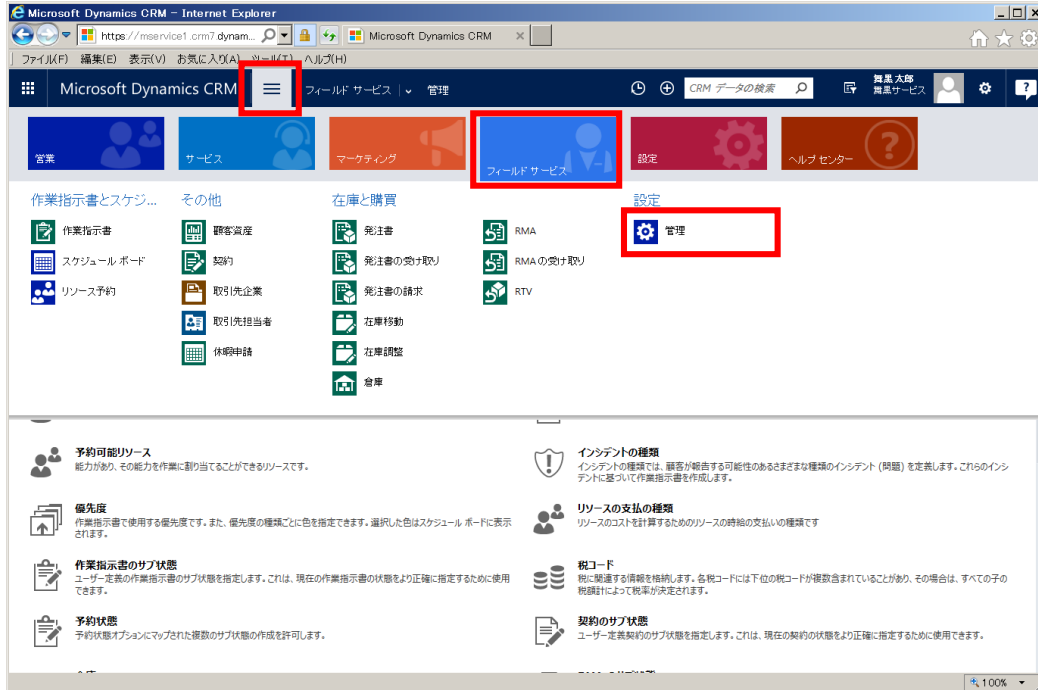 Microsoft Dynamics CRM - Internet Explorer
https://mservice1.crm7.dynam...
Microsoft Dynamics CRM
ファイル(F) 編集(E) 表示(V) お気に入り(A) ツール(T) ヘルプ(H)
Microsoft Dynamics CRM
フィールド サービス
管理
CRM データの検索
舞黒太郎
舞黒サービス
営業
サービス
マーケティング
フィールド サービス
設定
ヘルプ センター
作業指示書とスケジ...
その他
在庫と購買
設定
作業指示書
顧客資産
発注書
RMA
管理
スケジュール ボード
契約
発注書の受け取り
RMA の受け取り
リソース予約
取引先企業
発注書の請求
RTV
取引先担当者
在庫移動
休暇申請
在庫調整
倉庫
予約可能リソース
能力があり、その能力を作業に割り当てることができるリソースです。
インシデントの種類
インシデントの種類では、顧客が報告する可能性のあるさまざまな種類のインシデント (問題) を定義します。これらのインシ
デントに基づいて作業指示書を作成します。
優先度
作業指示書で使用する優先度です。また、優先度の種類ごとに色を指定できます。選択した色はスケジュール ボードに表示
されます。
リソースの支払の種類
リソースのコストを計算するためのリソースの時給の支払いの種類です
作業指示書のサブ状態
ユーザー定義の作業指示書のサブ状態を指定します。これは、現在の作業指示書の状態をより正確に指定するために使用
できます。
税コード
税に関連する情報を格納します。各税コードには下位の税コードが複数含まれていることがあり、その場合は、すべての子の
税額計によって税率が決定されます。
予約状態
予約状態オプションにマップされた複数のサブ状態の作成を許可します。
契約のサブ状態
ユーザー定義契約のサブ状態を指定します。これは、現在の契約の状態をより正確に指定するために使用できます。
100%